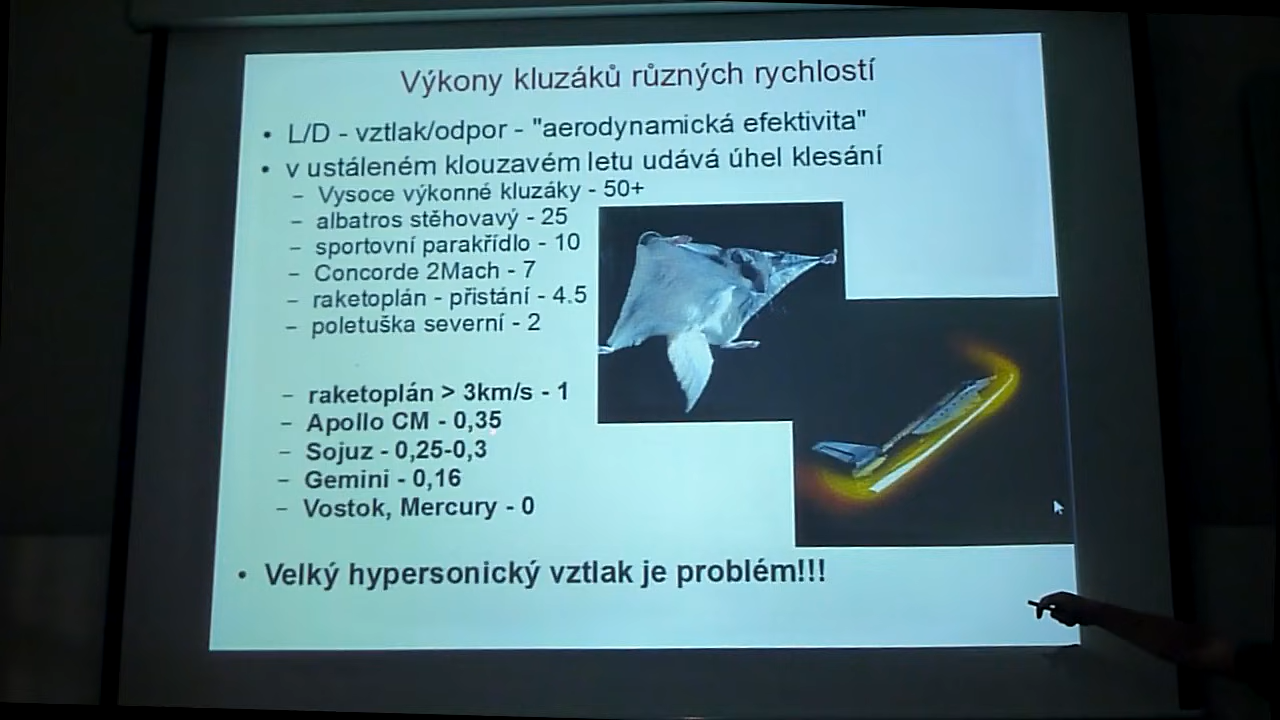 Výkony kluzáků různých rychlostí
• L/D - vztlak/odpor - "aerodynamická efektivita"
• v ustáleném klouzavém letu udává úhel klesání
– Vysoce výkonné kluzáky - 50+
– albatros stěhovavý - 25
– sportovní parakřídlo - 10
– Concorde 2Mach - 7
– raketoplán - přistání - 4.5
– poletuška severní - 2
– raketoplán > 3km/s - 1
– Apollo CM - 0,35
– Sojuz - 0,25-0,3
– Gemini - 0,16
– Vostok, Mercury - 0
• Velký hypersonický vztlak je problém!!!